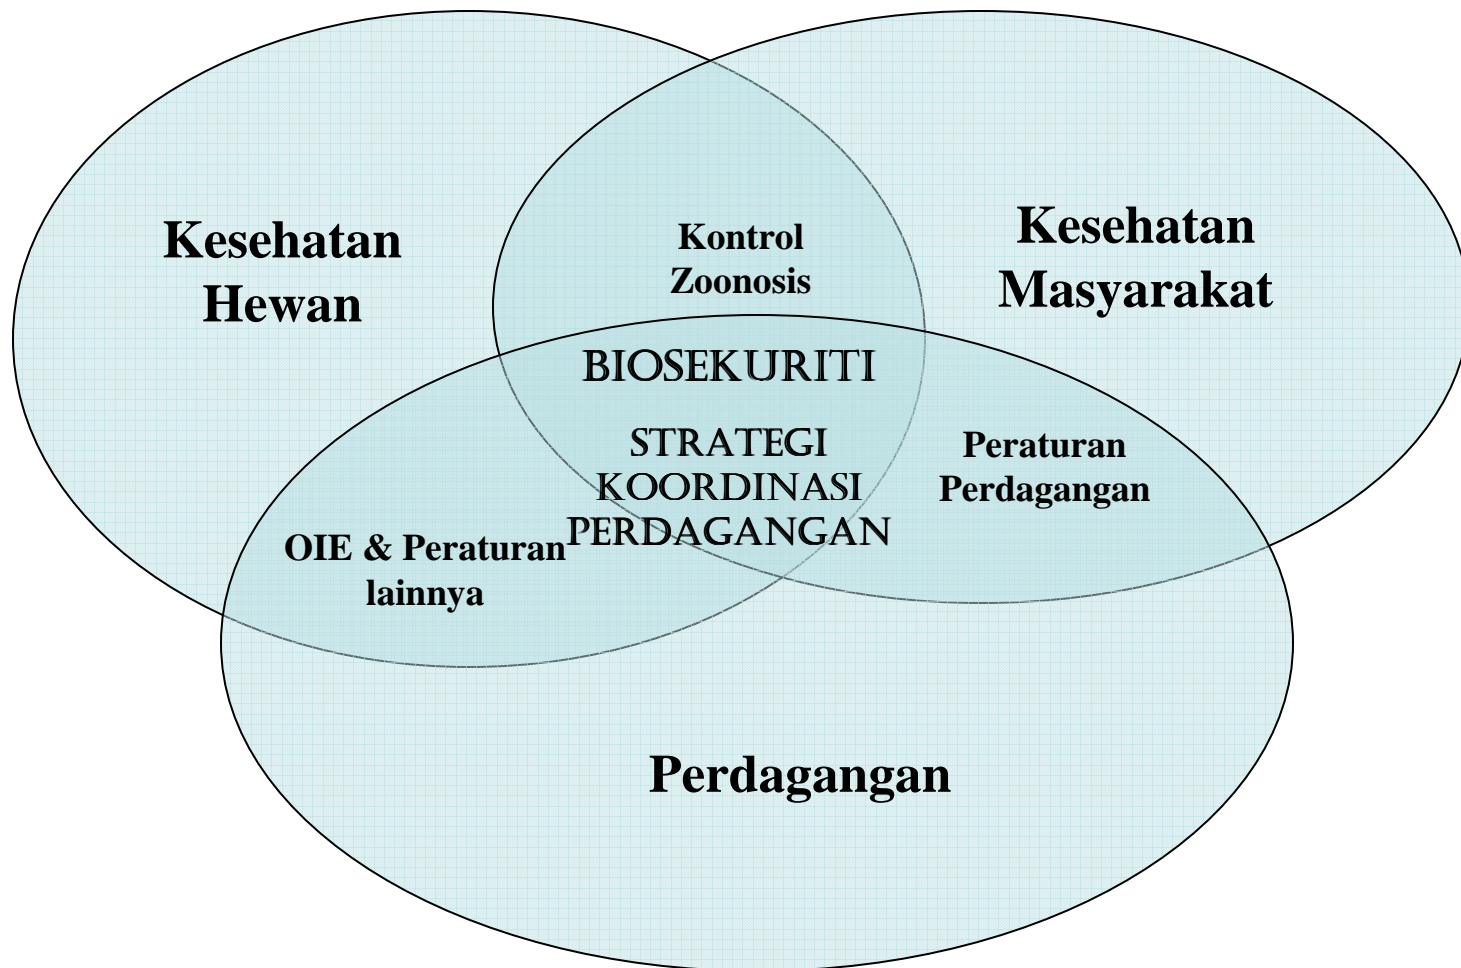 Kesehatan
Hewan
Kontrol
Zoonosis
Kesehatan
Masyarakat
BIOSEKURITI
STRATEGI
KOORDINASI
PERDAGANGAN
Peraturan
Perdagangan
OIE & Peraturan
lainnya
Perdagangan